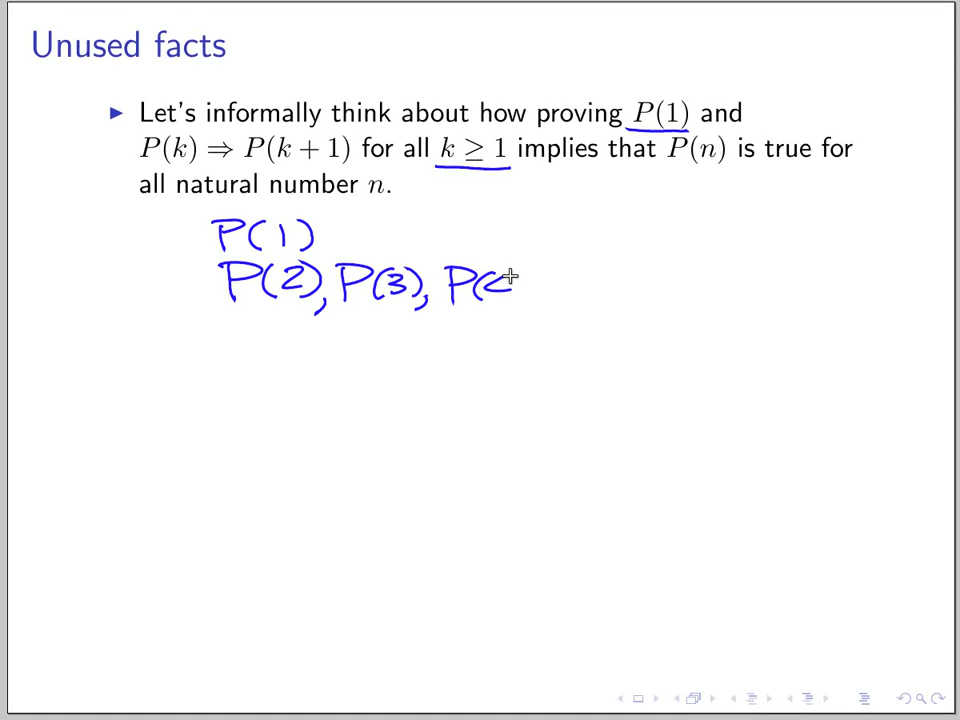 Unused facts
Let's informally think about how proving P(1) and
P(k) ⇒ P(k + 1) for all k ≥ 1 implies that P(n) is true for
all natural number n.
P(1)
P(2), P(3), P(